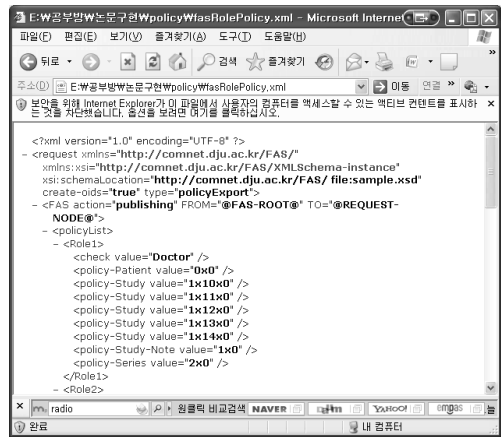 E:\공부방\논문구현\policy\fasRolePolicy.xml - Microsoft Internet
파일(F) 편집(E) 보기(V) 즐겨찾기(A) 도구(T) 도움말(H)
뒤로 검색 즐겨찾기
주소(D) E:\공부방\논문구현\policy\fasRolePolicy.xml 이동 연결 »
보안을 위해 Internet Explorer가 이 파일에서 사용자의 컴퓨터를 액세스할 수 있는 액티브 컨텐트를 표시하
는 것을 차단했습니다. 옵션을 보려면 여기를 클릭하십시오.
<?xml version="1.0" encoding="UTF-8" ?>
- <request xmlns="http://comnet.dju.ac.kr/FAS/"
xmlns:xsi="http://comnet.dju.ac.kr/FAS/XMLSchema-instance"
xsi:schemaLocation="http://comnet.dju.ac.kr/FAS/ file:sample.xsd"
create-oids="true" type="policyExport">
- <FAS action="publishing" FROM="@FAS-ROOT@" TO="@REQUEST-
NODE@">
- <policyList>
- <Role1>
<check value="Doctor" />
<policy-Patient value="0x0" />
<policy-Study value="1x10x0" />
<policy-Study value="1x11x0" />
<policy-Study value="1x12x0" />
<policy-Study value="1x13x0" />
<policy-Study value="1x14x0" />
<policy-Study-Note value="1x0" />
<policy-Series value="2x0" />
</Role1>
- <Role2>
radio 원클릭 비교검색 NAVER YAHOO! empas
완료 내 컴퓨터